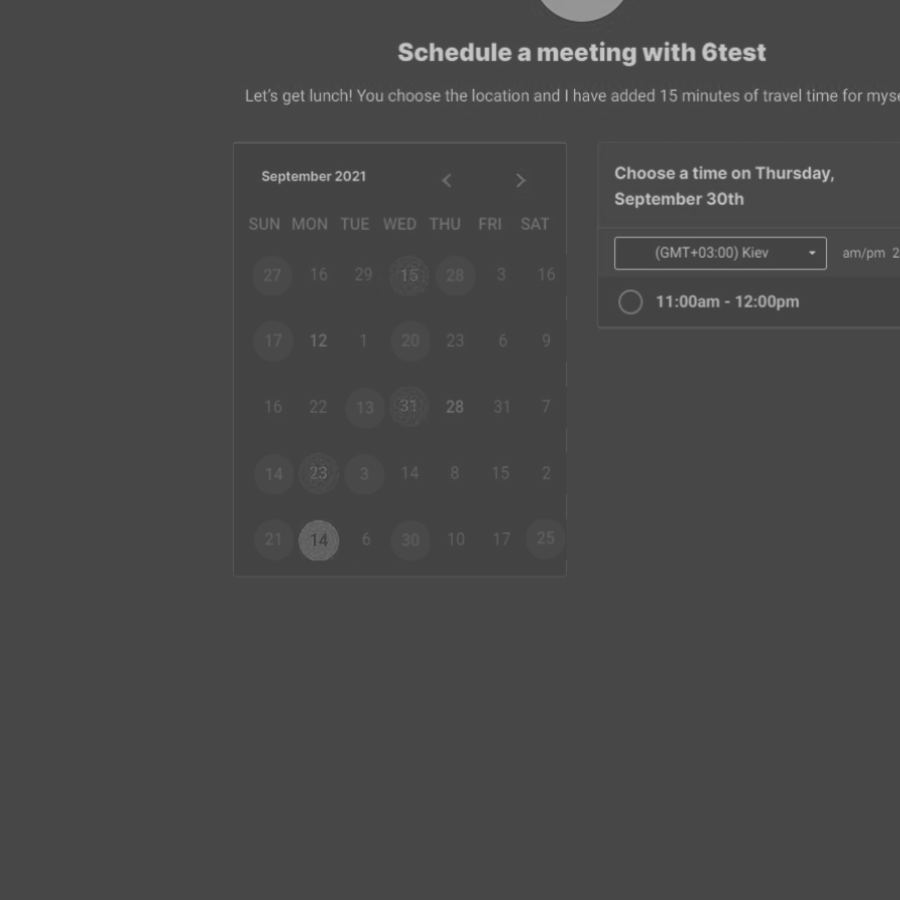 Schedule a meeting with 6test
Let's get lunch! You choose the location and I have added 15 minutes of travel time for
September 2021
SUN MON TUE WED THU FRI SAT
27 16 29 15 28 3 16
17 12 1 20 23 6 9
16 22 13 31 28 31 7
14 23 3 14 8 15 2
21 14 6 30 10 17 25
Choose a time on Thursday,
September 30th
(GMT+03:00) Kiev am/pm
11:00am - 12:00pm